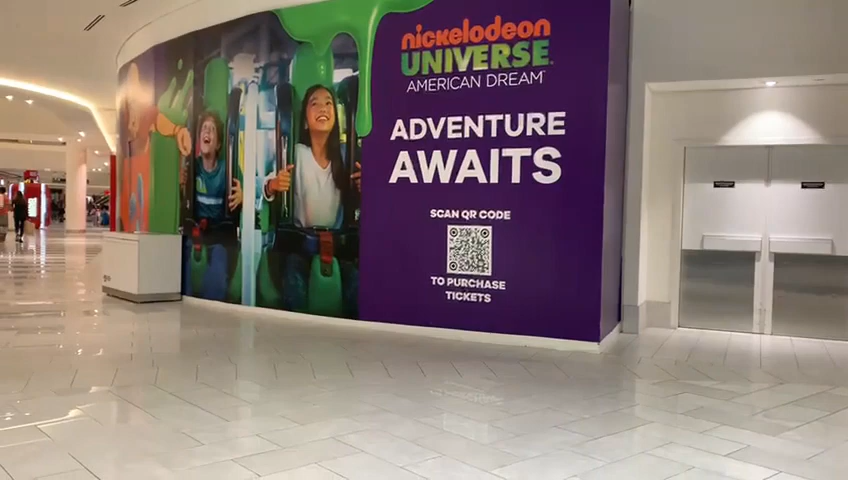 nickelodeon
UNIVERSE
AMERICAN DREAM
ADVENTURE
AWAITS
SCAN QR CODE
TO PURCHASE
TICKETS